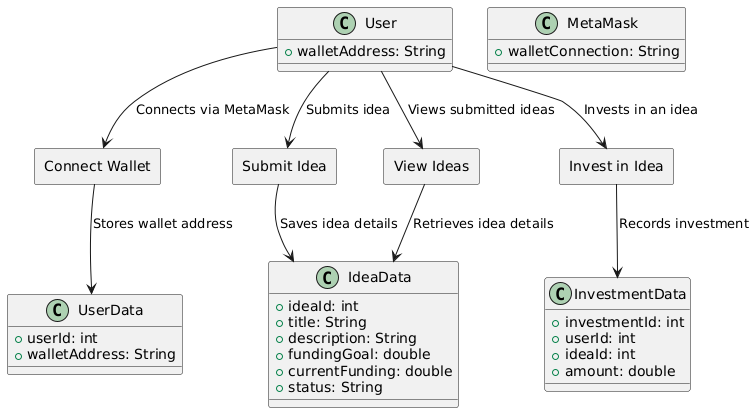 C User
+ walletAddress: String
C MetaMask
+ walletConnection: String
Connects via MetaMask
Submits idea
Views submitted ideas
Invests in an idea
Connect Wallet
Submit Idea
View Ideas
Invest in Idea
Stores wallet address
Saves idea details
Retrieves idea details
Records investment
C UserData
userId: int
walletAddress: String
C IdeaData
ideaId: int
title: String
description: String
fundingGoal: double
currentFunding: double
status: String
C InvestmentData
investmentId: int
userId: int
ideaId: int
amount: double